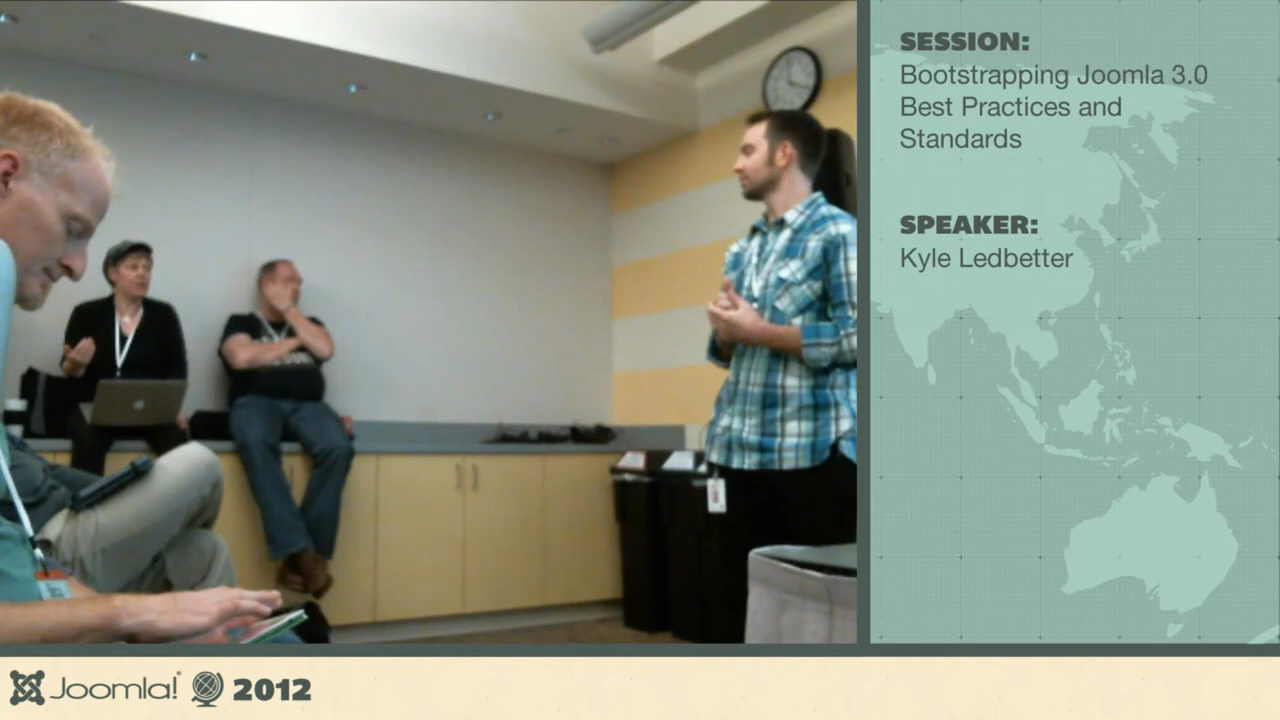 SESSION:
Bootstrapping Joomla 3.0
Best Practices and
Standards
SPEAKER:
Kyle Ledbetter
Joomla! 2012